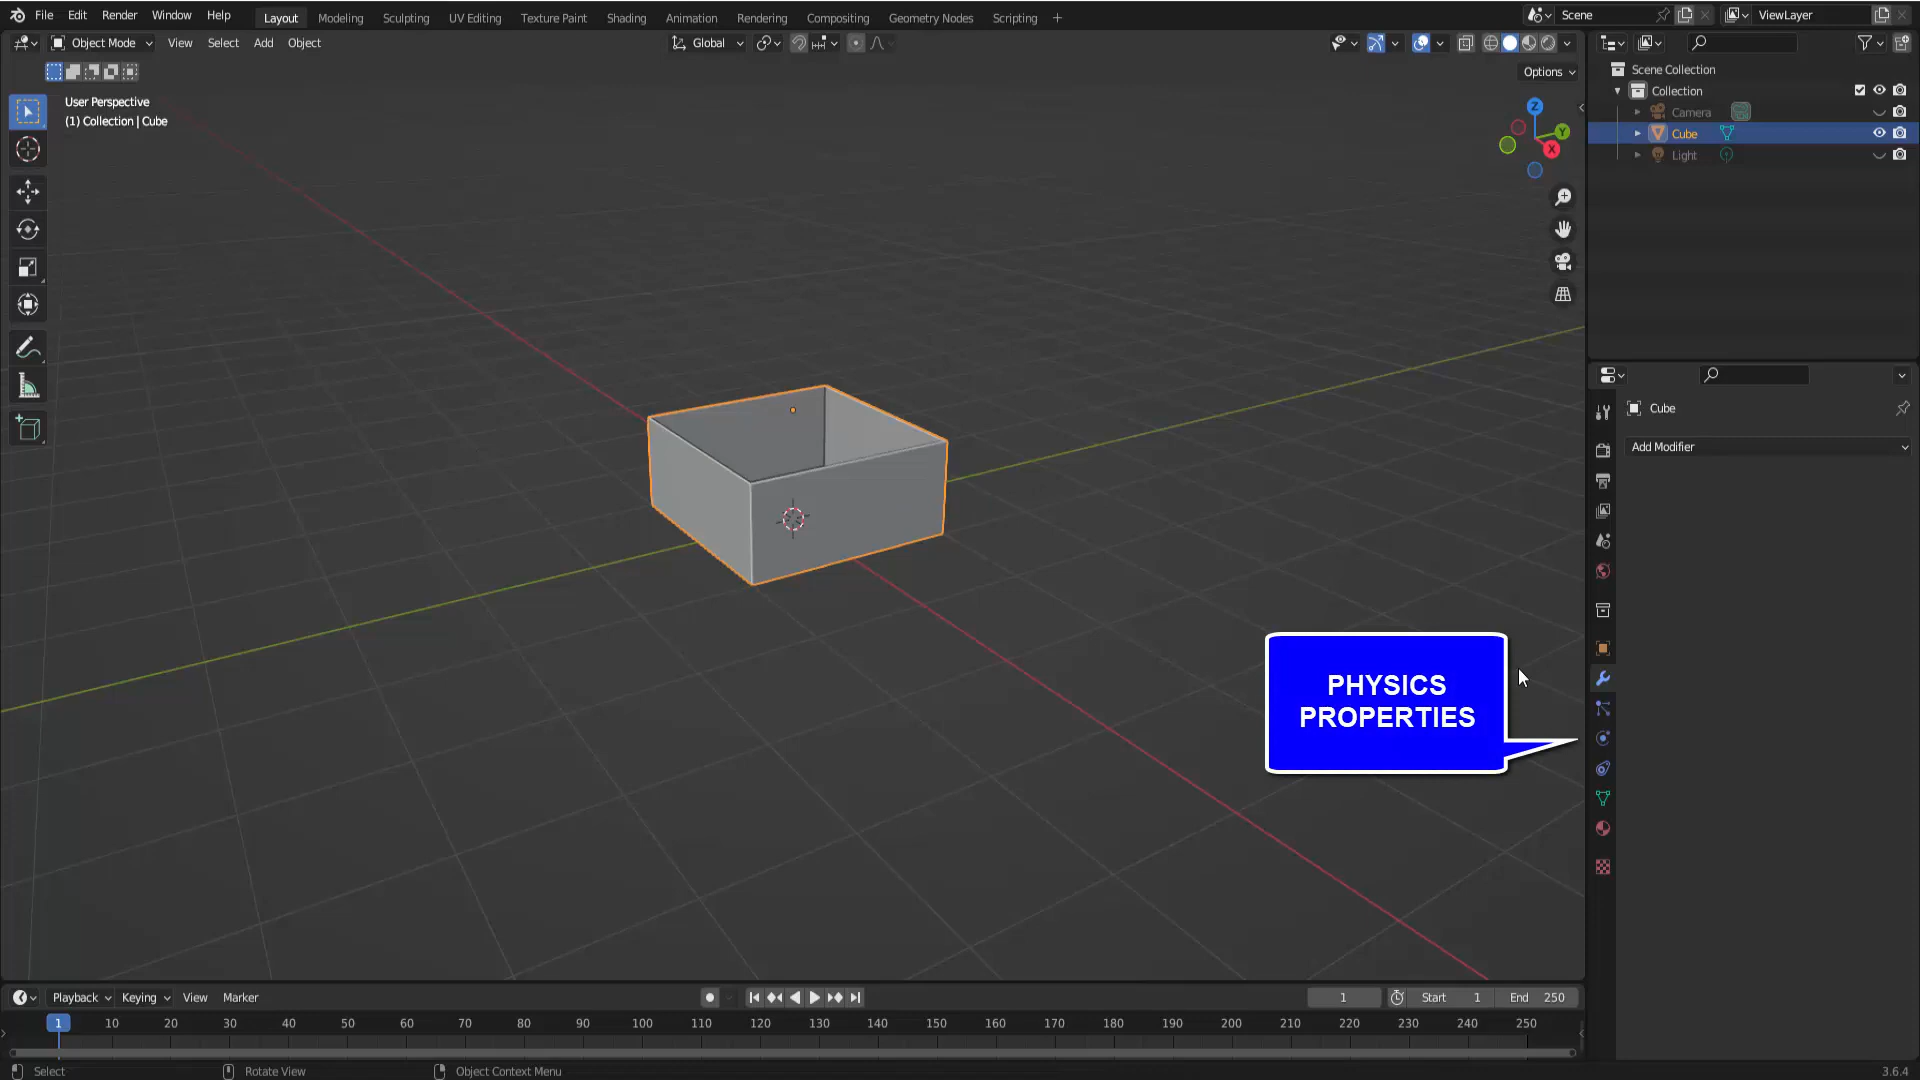 File Edit Render Window Help Layout Modeling Sculpting UV Editing Texture Paint Shading Animation Rendering Compositing Geometry Nodes Scripting + Scene ViewLayer
Object Mode View Select Add Object Global
Options
User Perspective
(1) Collection | Cube
Z
Y
X
Scene Collection
Collection
Camera
Cube
Light
Cube
Add Modifier
PHYSICS
PROPERTIES
Playback Keying View Marker 1 Start 1 End 250
1 10 20 30 40 50 60 70 80 90 100 110 120 130 140 150 160 170 180 190 200 210 220 230 240 250
Select Rotate View Object Context Menu 3.6.4